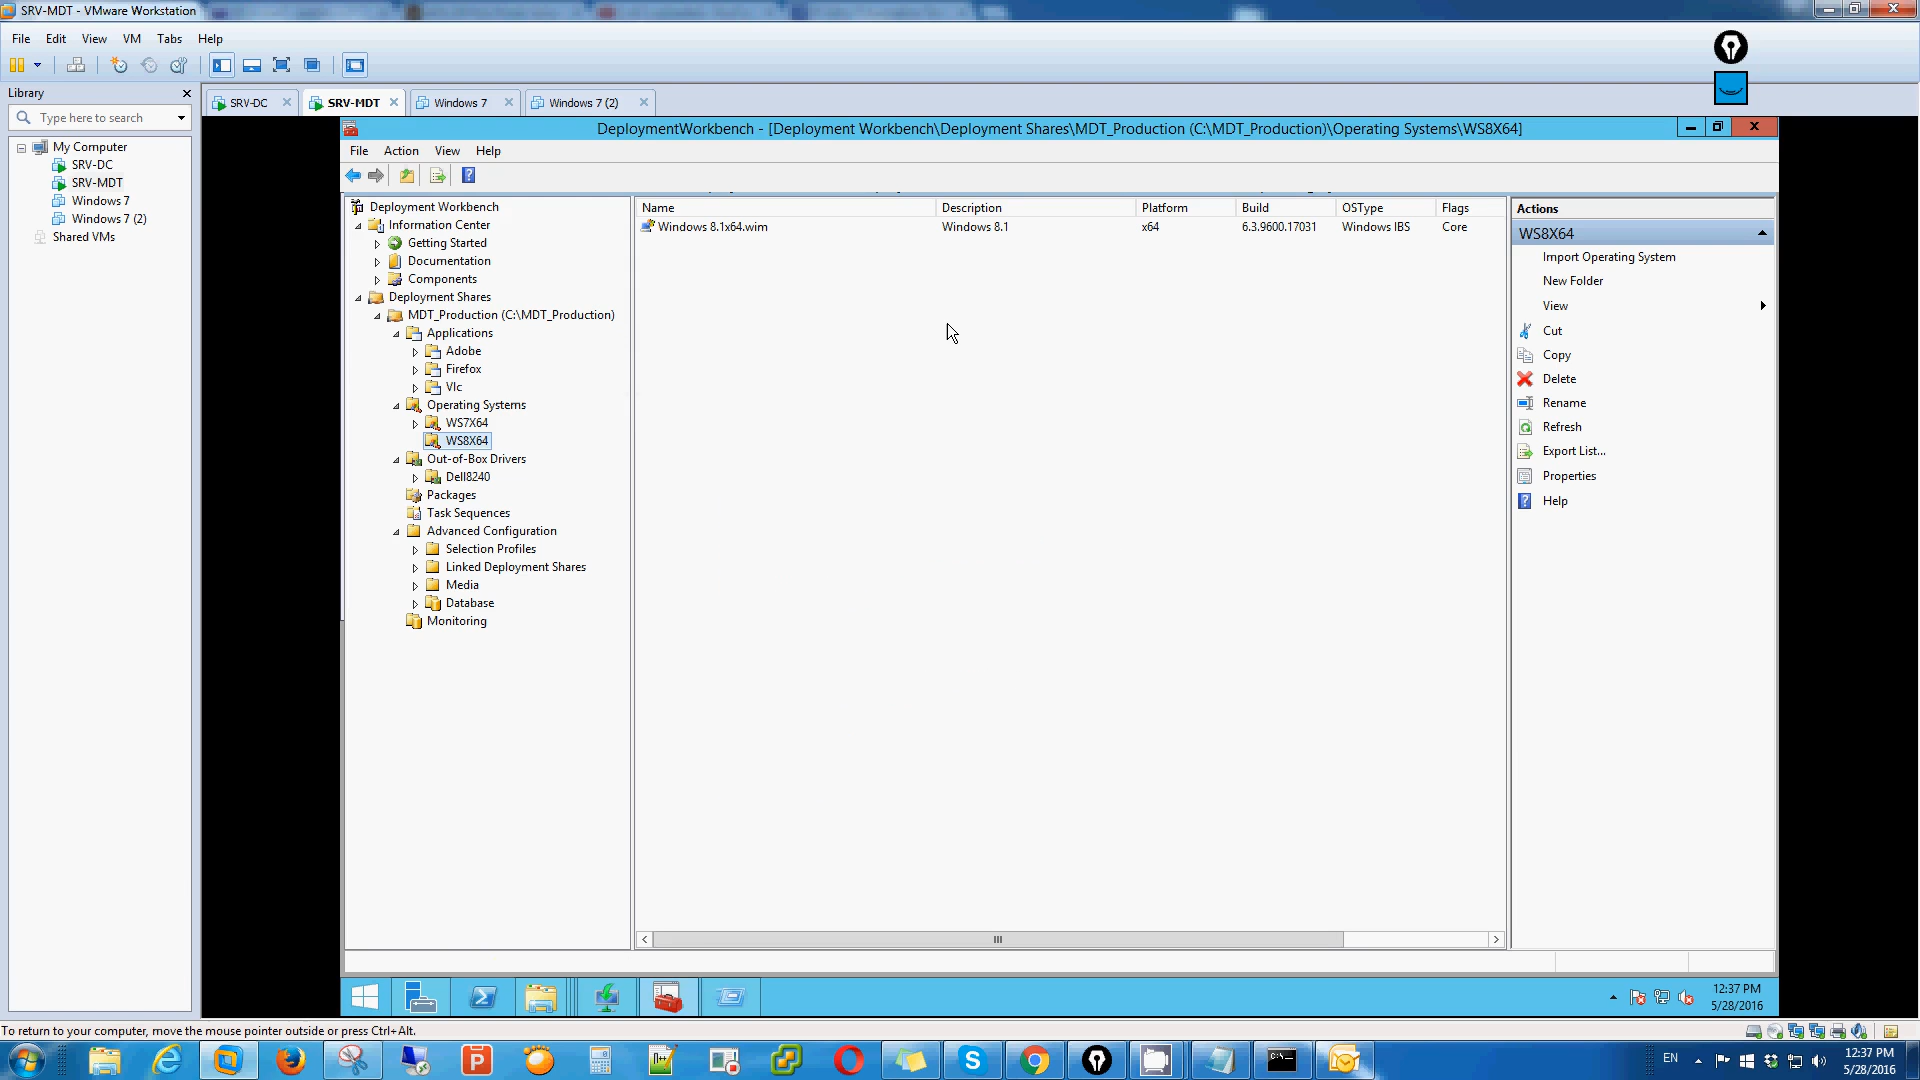 SRV-MDT - VMware Workstation
File Edit View VM Tabs Help
Library
Type here to search
My Computer
SRV-DC
SRV-MDT
Windows 7
Windows 7 (2)
Shared VMs
SRV-DC SRV-MDT Windows 7 Windows 7 (2)
DeploymentWorkbench - [Deployment Workbench\Deployment Shares\MDT_Production (C:\MDT_Production)\Operating Systems\WS8X64]
File Action View Help
Deployment Workbench
Information Center
Getting Started
Documentation
Components
Deployment Shares
MDT_Production (C:\MDT_Production)
Applications
Adobe
Firefox
Vlc
Operating Systems
WS7X64
WS8X64
Out-of-Box Drivers
Dell8240
Packages
Task Sequences
Advanced Configuration
Selection Profiles
Linked Deployment Shares
Media
Database
Monitoring
Name Description Platform Build OSType Flags
Windows 8.1x64.wim Windows 8.1 x64 6.3.9600.17031 Windows IBS Core
Actions
WS8X64
Import Operating System
New Folder
View
Cut
Copy
Delete
Rename
Refresh
Export List...
Properties
Help
12:37 PM
5/28/2016
To return to your computer, move the mouse pointer outside or press Ctrl+Alt.
EN
12:37 PM
5/28/2016